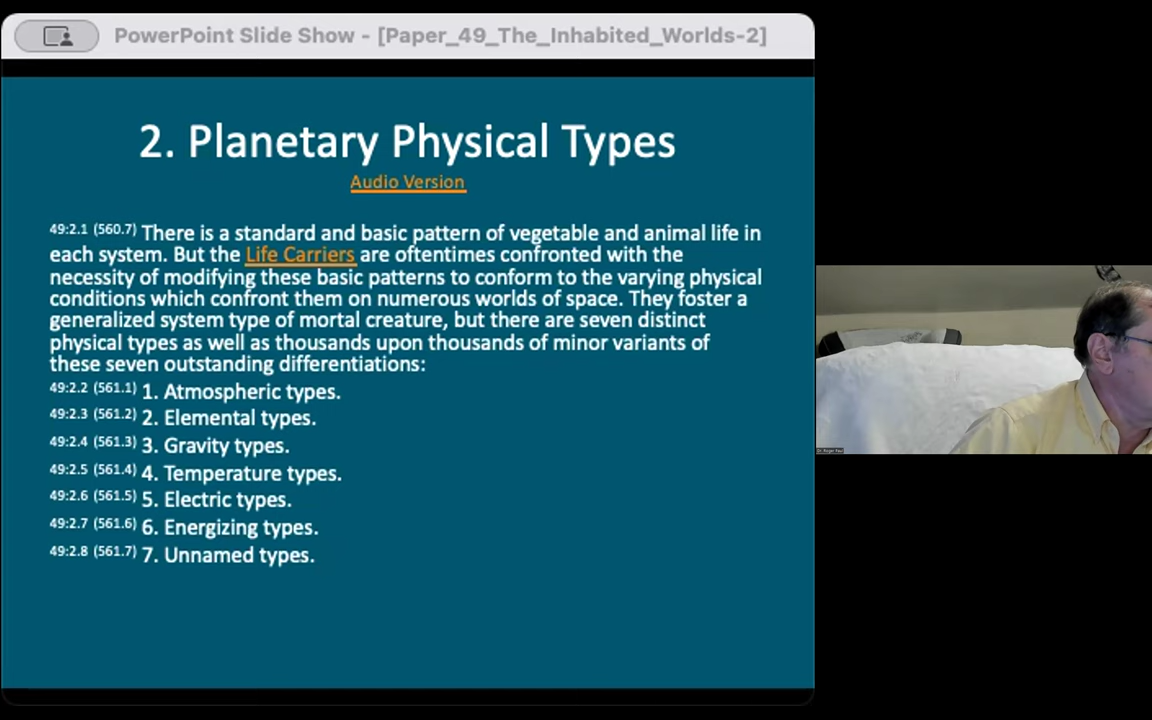 PowerPoint Slide Show - [Paper_49_The_Inhabited_Worlds-2]
2. Planetary Physical Types
Audio Version
49:2.1 (560.7) There is a standard and basic pattern of vegetable and animal life in
each system. But the Life Carriers are oftentimes confronted with the
necessity of modifying these basic patterns to conform to the varying physical
conditions which confront them on numerous worlds of space. They foster a
generalized system type of mortal creature, but there are seven distinct
physical types as well as thousands upon thousands of minor variants of
these seven outstanding differentiations:
49:2.2 (561.1) 1. Atmospheric types.
49:2.3 (561.2) 2. Elemental types.
49:2.4 (561.3) 3. Gravity types.
49:2.5 (561.4) 4. Temperature types.
49:2.6 (561.5) 5. Electric types.
49:2.7 (561.6) 6. Energizing types.
49:2.8 (561.7) 7. Unnamed types.